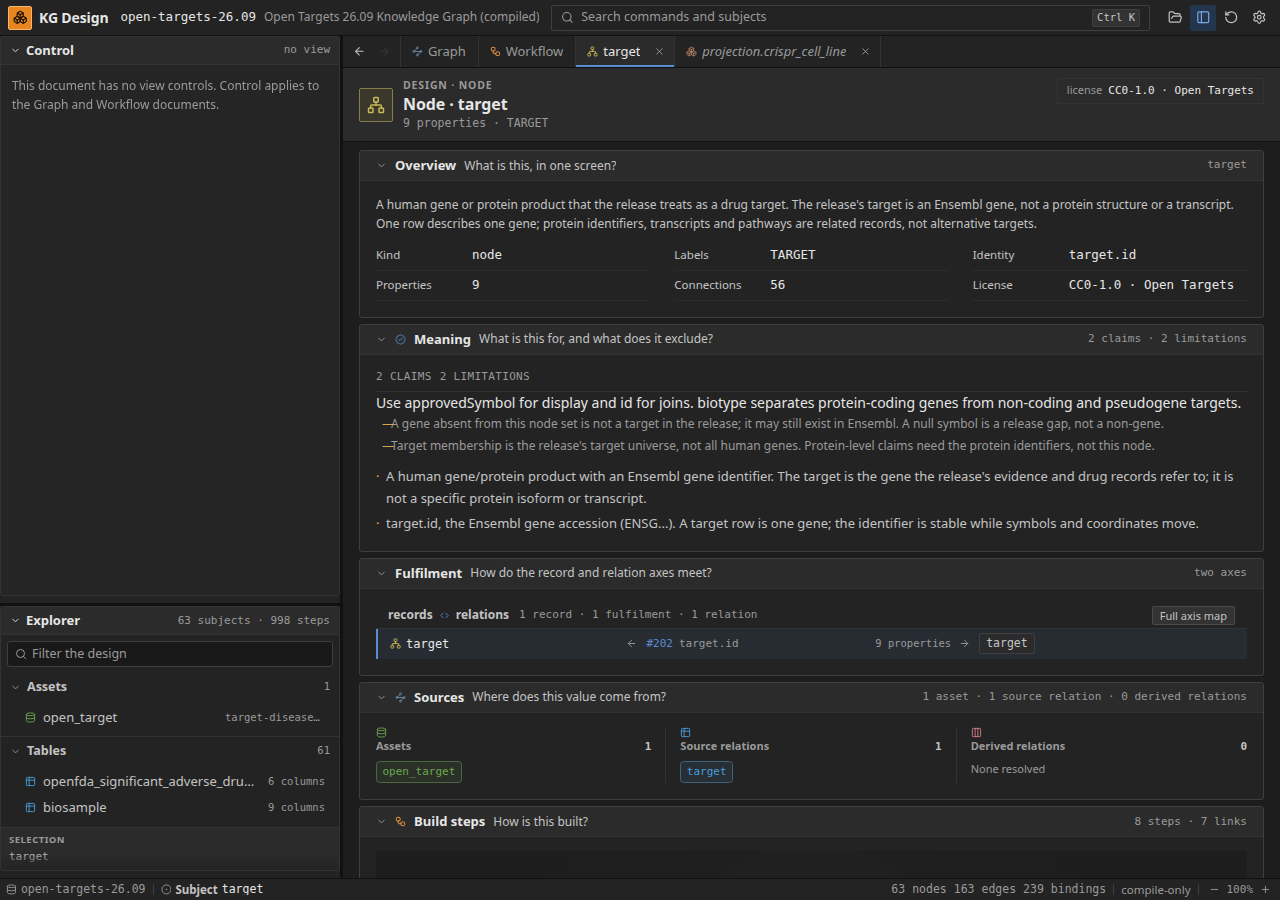 KG Design open-targets-26.09 Open Targets 26.09 Knowledge Graph (compiled) Search commands and subjects Ctrl K
Control no view
This document has no view controls. Control applies to
the Graph and Workflow documents.
Explorer 63 subjects · 998 steps
Filter the design
Assets 1
open_target target-disease…
Tables 61
openfda_significant_adverse_dru... 6 columns
biosample 9 columns
SELECTION
target
Graph Workflow target projection.crispr_cell_line
DESIGN · NODE
Node · target
9 properties · TARGET
license CC0-1.0 · Open Targets
Overview What is this, in one screen? target
A human gene or protein product that the release treats as a drug target. The release's target is an Ensembl gene, not a protein structure or a transcript.
One row describes one gene; protein identifiers, transcripts and pathways are related records, not alternative targets.
Kind node Labels TARGET Identity target.id
Properties 9 Connections 56 License CC0-1.0 · Open Targets
Meaning What is this for, and what does it exclude? 2 claims · 2 limitations
2 CLAIMS 2 LIMITATIONS
Use approvedSymbol for display and id for joins. biotype separates protein-coding genes from non-coding and pseudogene targets.
—A gene absent from this node set is not a target in the release; it may still exist in Ensembl. A null symbol is a release gap, not a non-gene.
—Target membership is the release's target universe, not all human genes. Protein-level claims need the protein identifiers, not this node.
· A human gene/protein product with an Ensembl gene identifier. The target is the gene the release's evidence and drug records refer to; it is
not a specific protein isoform or transcript.
· target.id, the Ensembl gene accession (ENSG...). A target row is one gene; the identifier is stable while symbols and coordinates move.
Fulfilment How do the record and relation axes meet? two axes
records <> relations 1 record · 1 fulfilment · 1 relation Full axis map
target ← #202 target.id 9 properties → target
Sources Where does this value come from? 1 asset · 1 source relation · 0 derived relations
Assets 1 Source relations 1 Derived relations 0
open_target target None resolved
Build steps How is this built? 8 steps · 7 links
open-targets-26.09 Subject target 63 nodes 163 edges 239 bindings compile-only − 100% +